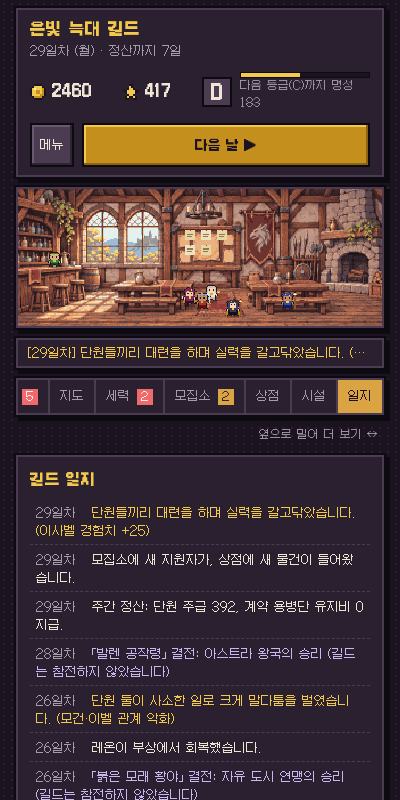 은빛 늑대 길드
29일차 (월) · 정산까지 7일
2460
417
D
다음 등급(C)까지 명성
183
메뉴
다음 날 ▶
[29일차] 단원들끼리 대련을 하며 실력을 갈고닦았습니다. (…
5
지도
세력 2
모집소 2
상점
시설
일지
옆으로 밀어 더 보기 ↔
길드 일지
29일차 단원들끼리 대련을 하며 실력을 갈고닦았습니다.
(이사벨 경험치 +25)
29일차 모집소에 새 지원자가, 상점에 새 물건이 들어왔
습니다.
29일차 주간 정산: 단원 주급 392, 계약 용병단 유지비 0
지급.
28일차 「발렌 공작령」 결전: 아스트라 왕국의 승리 (길드
는 참전하지 않았습니다)
26일차 단원 둘이 사소한 일로 크게 말다툼을 벌였습니
다. (모건·이벨 관계 악화)
26일차 레온이 부상에서 회복했습니다.
26일차 「붉은 모래 황야」 결전: 자유 도시 연맹의 승리
(길드는 참전하지 않았습니다)